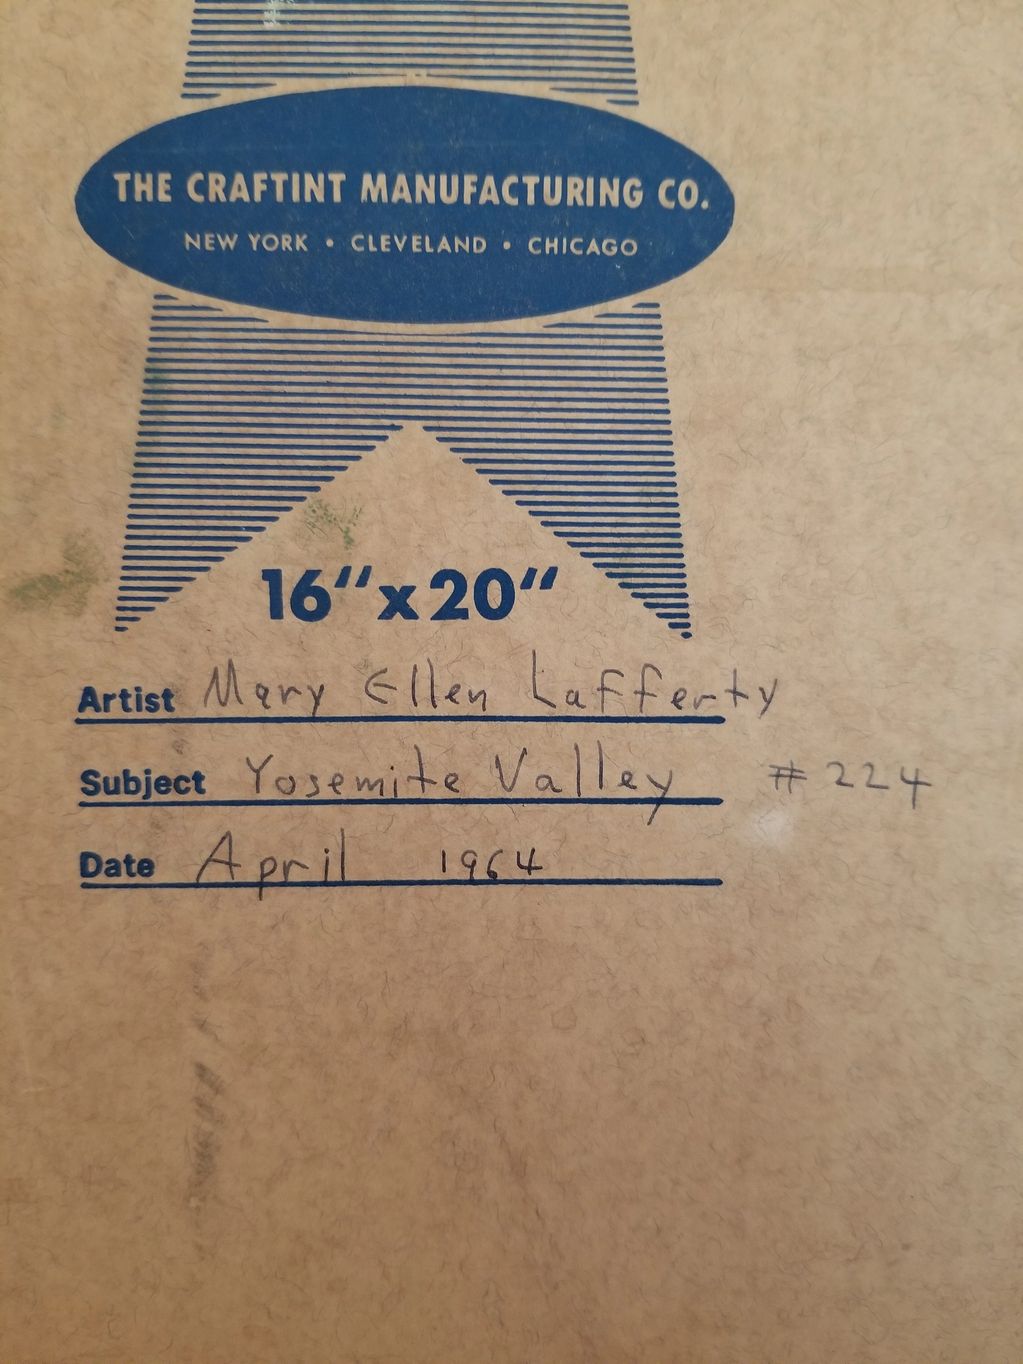 THE CRAFTINT MANUFACTURING CO.
NEW YORK • CLEVELAND • CHICAGO
16" x 20"
Artist Mary Ellen Lafferty
Subject Yosemite Valley # 224
Date April 1964